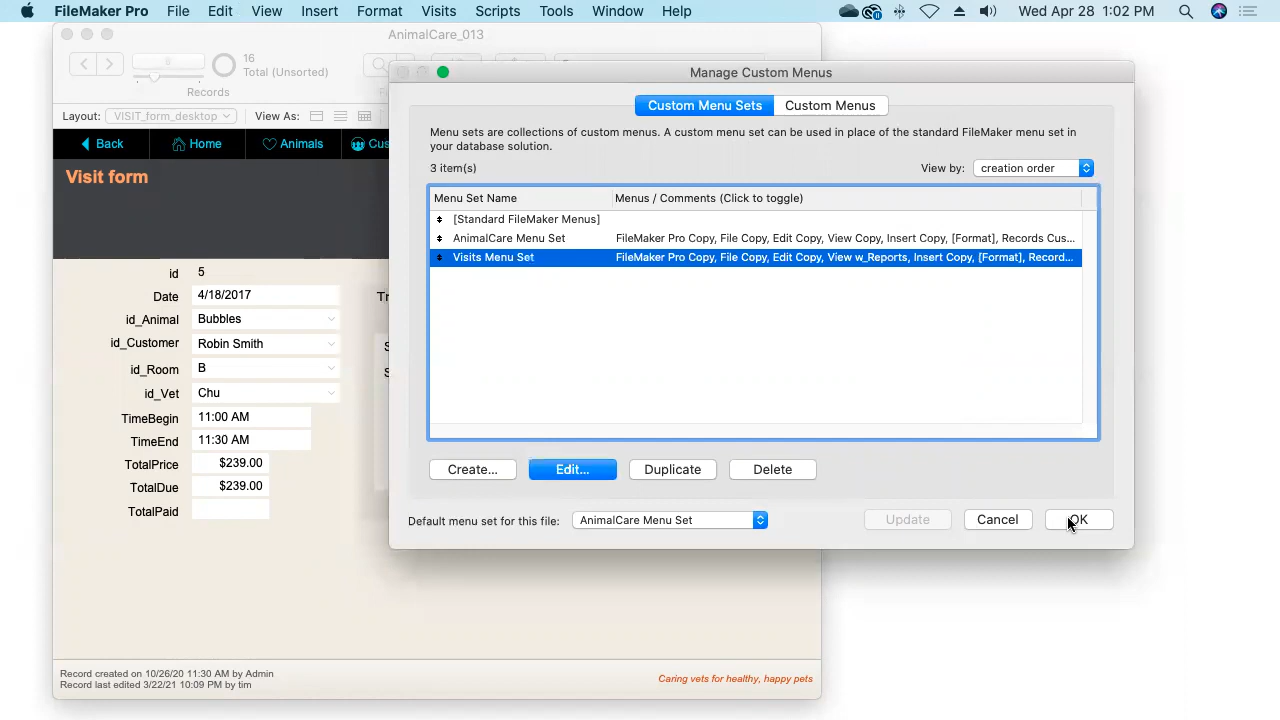 FileMaker Pro File Edit View Insert Format Visits Scripts Tools Window Help Wed Apr 28 1:02 PM
AnimalCare_013
16
Total (Unsorted)
Records
Layout: VISIT_form_desktop View As:
Back Home Animals Cus
Visit form
id 5
Date 4/18/2017
id_Animal Bubbles
id_Customer Robin Smith
id_Room B
id_Vet Chu
TimeBegin 11:00 AM
TimeEnd 11:30 AM
TotalPrice $239.00
TotalDue $239.00
TotalPaid
Record created on 10/26/20 11:30 AM by Admin
Record last edited 3/22/21 10:09 PM by tim
Caring vets for healthy, happy pets
Manage Custom Menus
Custom Menu Sets Custom Menus
Menu sets are collections of custom menus. A custom menu set can be used in place of the standard FileMaker menu set in
your database solution.
3 item(s) View by: creation order
Menu Set Name Menus / Comments (Click to toggle)
[Standard FileMaker Menus]
AnimalCare Menu Set FileMaker Pro Copy, File Copy, Edit Copy, View Copy, Insert Copy, [Format], Records Cus...
Visits Menu Set FileMaker Pro Copy, File Copy, Edit Copy, View w_Reports, Insert Copy, [Format], Record...
Create... Edit... Duplicate Delete
Default menu set for this file: AnimalCare Menu Set Update Cancel OK